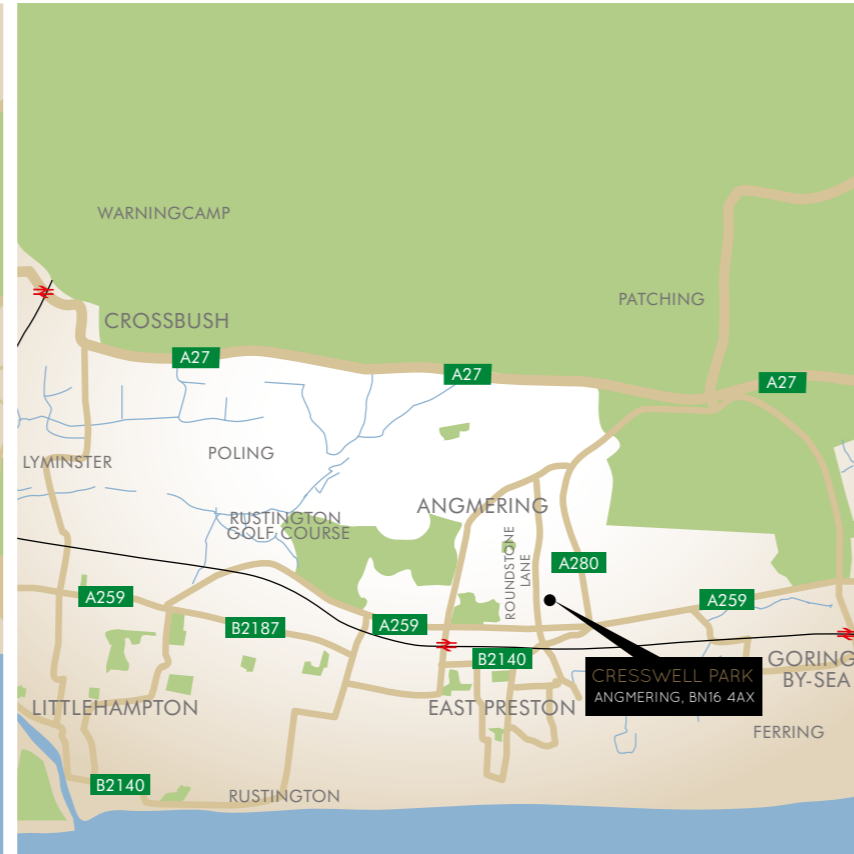 WARNINGCAMP
PATCHING
CROSSBUSH
A27
A27
A27
POLING
LYMINSTER
ANGMERING
RUSTINGTON
GOLF COURSE
ROUNDSTONE
LANE
A280
A259
A259
A259
B2187
B2140
GORING
BY-SEA
CRESSWELL PARK
ANGMERING, BN16 4AX
LITTLEHAMPTON
EAST PRESTON
FERRING
B2140
RUSTINGTON